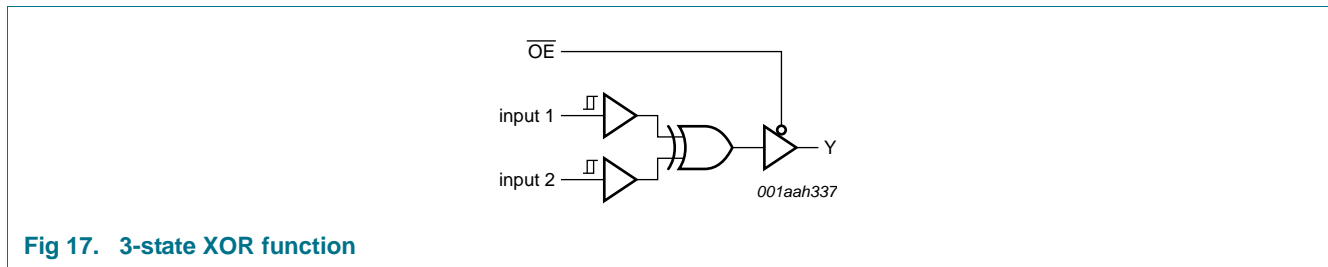 OE
input 1
input 2
Y
001aah337
Fig 17. 3-state XOR function